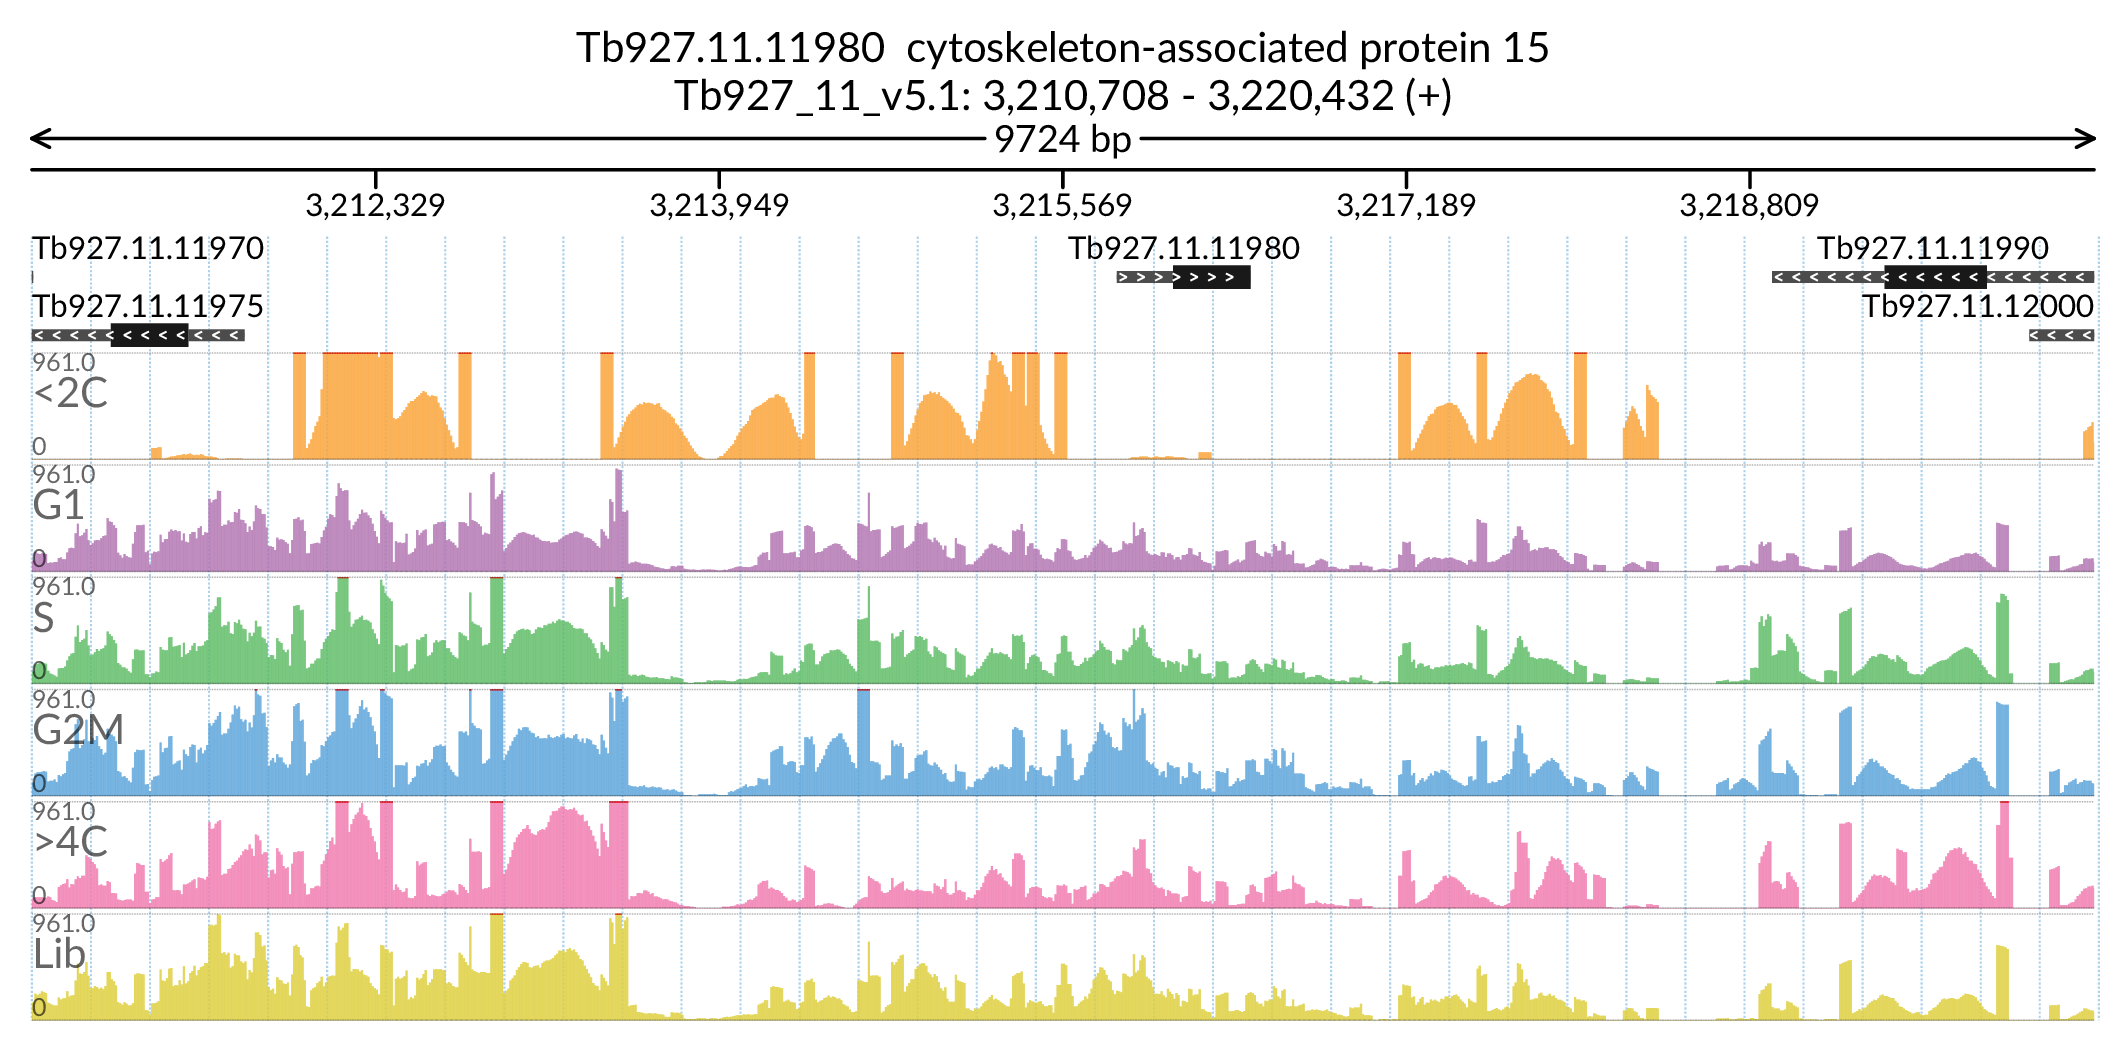 Tb927.11.11980  cytoskeleton-associated protein 15
Tb927_11_v5.1: 3,210,708 - 3,220,432 (+)
9724 bp
3,212,329 3,213,949 3,215,569 3,217,189 3,218,809
Tb927.11.11970 Tb927.11.11980 Tb927.11.11990
Tb927.11.11975 Tb927.11.12000
961.0
<2C
0
961.0
G1
0
961.0
S
0
961.0
G2M
0
961.0
>4C
0
961.0
Lib
0